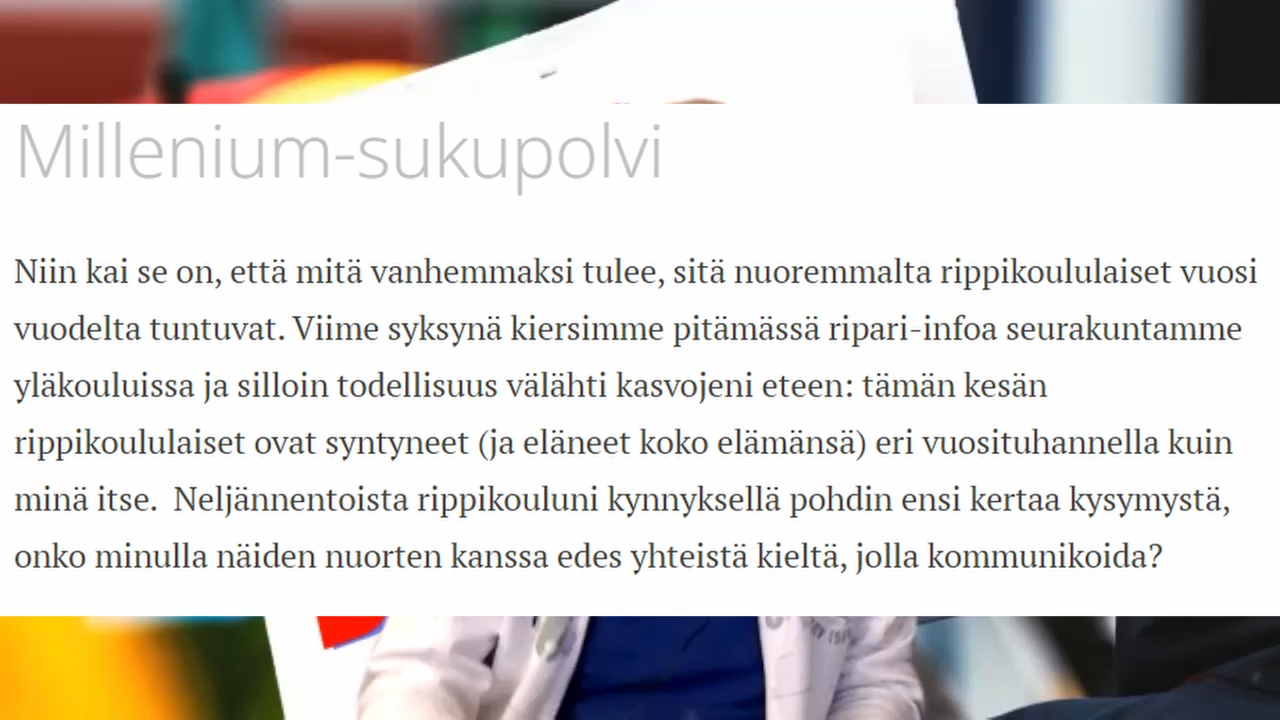 Millenium-sukupolvi
Niin kai se on, että mitä vanhemmaksi tulee, sitä nuoremmalta rippikoululaiset vuosi
vuodelta tuntuvat. Viime syksynä kiersimme pitämässä ripari-infoa seurakuntamme
yläkouluissa ja silloin todellisuus välähti kasvojeni eteen: tämän kesän
rippikoululaiset ovat syntyneet (ja eläneet koko elämänsä) eri vuosituhannella kuin
minä itse.  Neljännentoista rippikouluni kynnyksellä pohdin ensi kertaa kysymystä,
onko minulla näiden nuorten kanssa edes yhteistä kieltä, jolla kommunikoida?